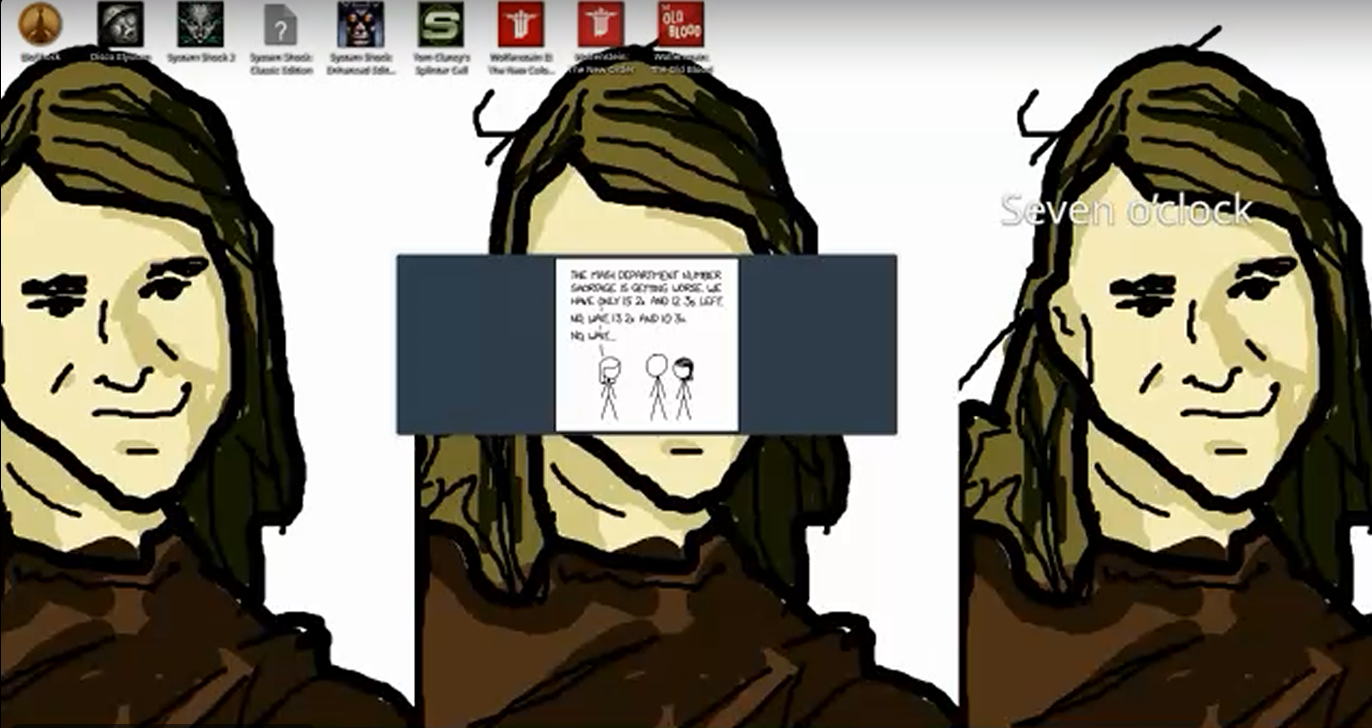 BioShock
Disco Elysium
System Shock 2
System Shock:
Classic Edition
System Shock:
Enhanced Edit...
Tom Clancy's
Splinter Cell
Wolfenstein II:
The New Colo...
Wolfenstein:
The New Order
Wolfenstein:
The Old Blood
THE
OLD
BLOOD
Seven o'clock
THE MATH DEPARTMENT NUMBER
SHORTAGE IS GETTING WORSE. WE
HAVE ONLY 15 2s AND 12 3s LEFT.
NO, WAIT, 13 2s AND 10 3s.
NO, WAIT...